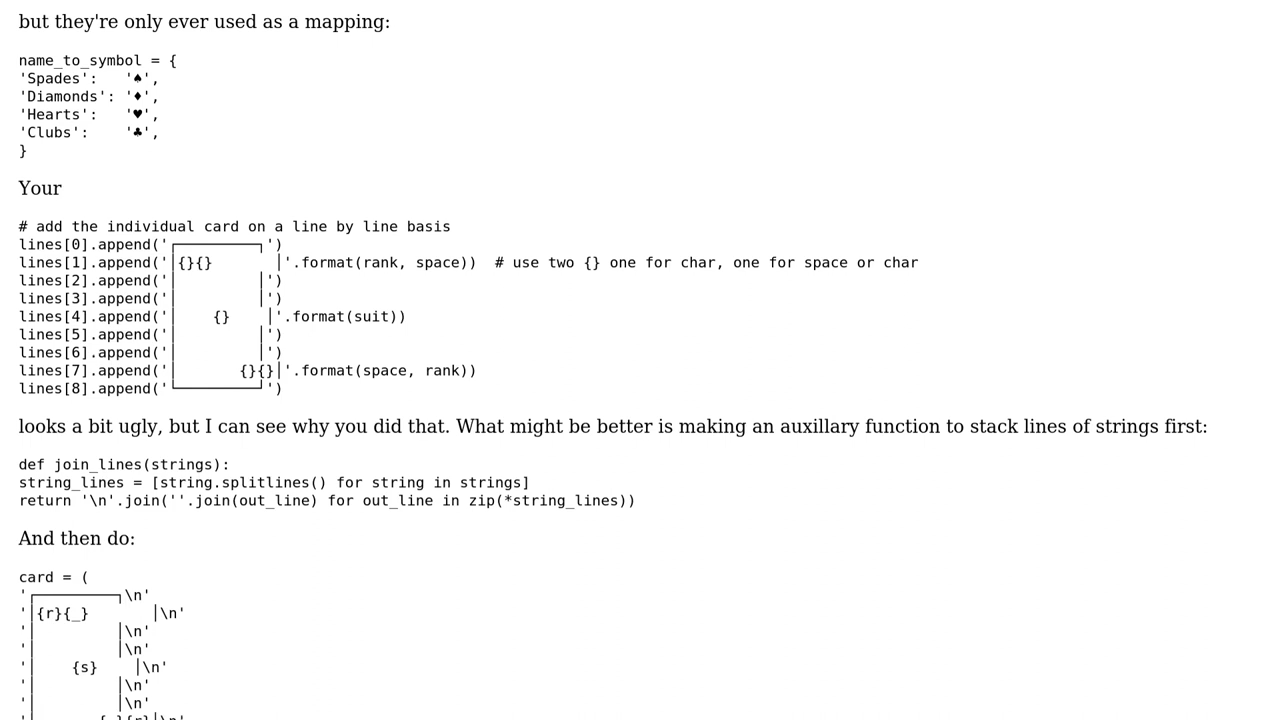 but they're only ever used as a mapping:
name_to_symbol = {
'Spades':   '♠',
'Diamonds': '♦',
'Hearts':   '♥',
'Clubs':    '♣',
}
Your
# add the individual card on a line by line basis
lines[0].append('┌─────────┐')
lines[1].append('│{}{}       │'.format(rank, space))  # use two {} one for char, one for space or char
lines[2].append('│         │')
lines[3].append('│         │')
lines[4].append('│    {}    │'.format(suit))
lines[5].append('│         │')
lines[6].append('│         │')
lines[7].append('│       {}{}│'.format(space, rank))
lines[8].append('└─────────┘')
looks a bit ugly, but I can see why you did that. What might be better is making an auxillary function to stack lines of strings first:
def join_lines(strings):
string_lines = [string.splitlines() for string in strings]
return '\n'.join(''.join(out_line) for out_line in zip(*string_lines))
And then do:
card = (
'┌─────────┐\n'
'│{r}{_}       │\n'
'│         │\n'
'│         │\n'
'│    {s}    │\n'
'│         │\n'
'│         │\n'
'│       {_}{r}│\n'